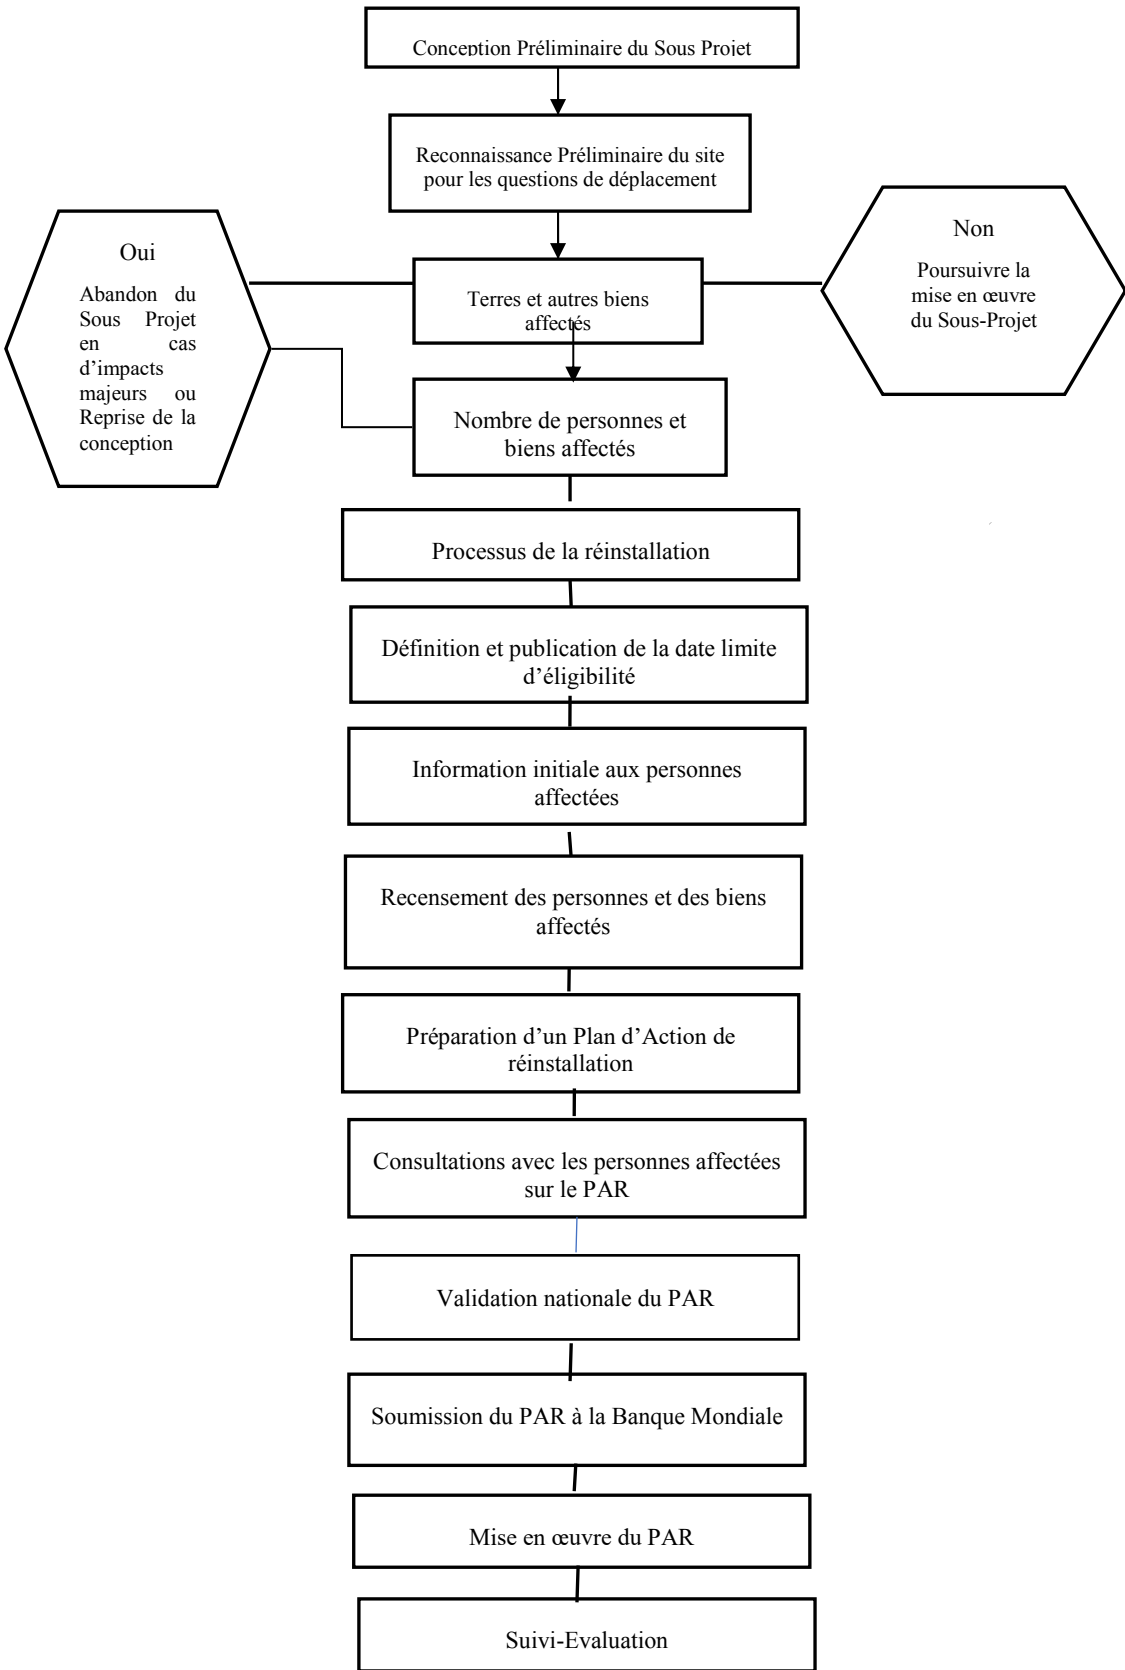 Conception Préliminaire du Sous Projet
Reconnaissance Préliminaire du site
pour les questions de déplacement
Oui
Abandon du
Sous Projet
en cas
d’impacts
majeurs ou
Reprise de la
conception
Terres et autres biens
affectés
Non
Poursuivre la
mise en œuvre
du Sous-Projet
Nombre de personnes et
biens affectés
Processus de la réinstallation
Définition et publication de la date limite
d’éligibilité
Information initiale aux personnes
affectées
Recensement des personnes et des biens
affectés
Préparation d’un Plan d’Action de
réinstallation
Consultations avec les personnes affectées
sur le PAR
Validation nationale du PAR
Soumission du PAR à la Banque Mondiale
Mise en œuvre du PAR
Suivi-Evaluation